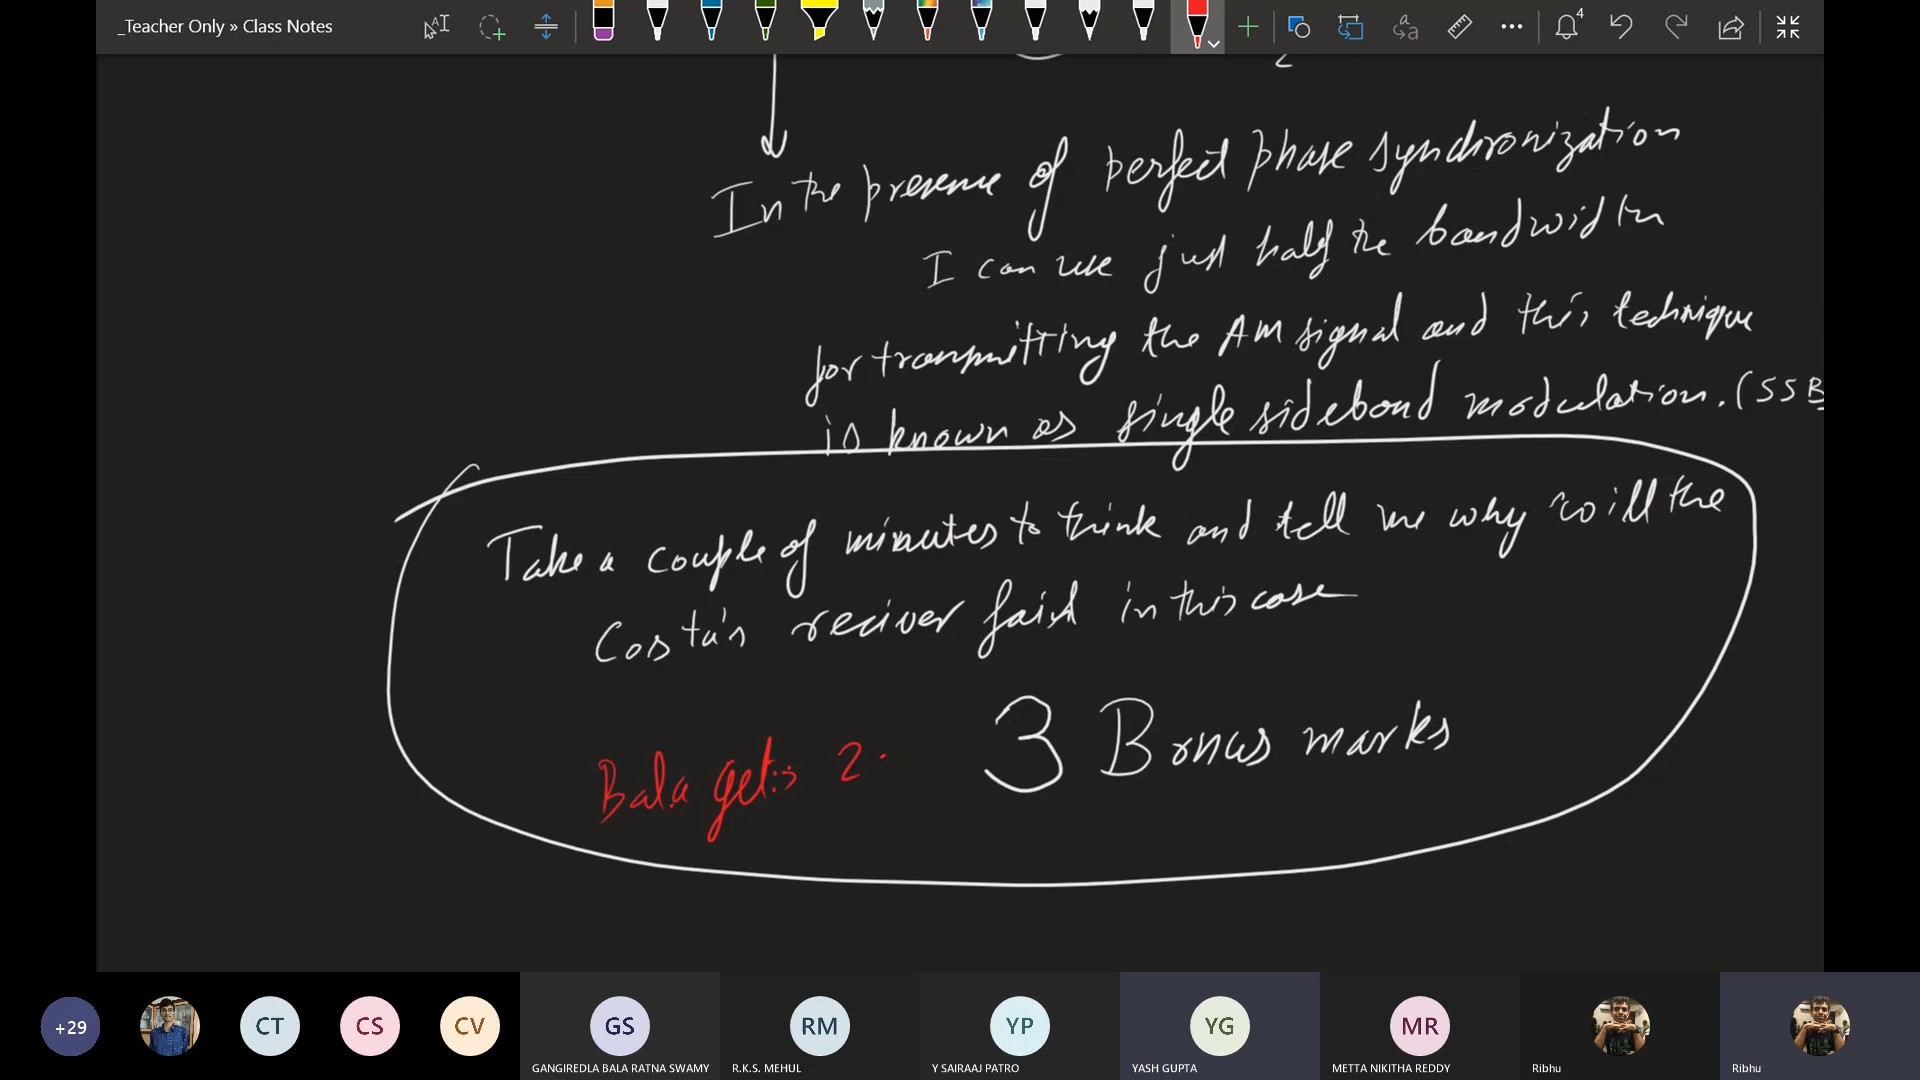 _Teacher Only » Class Notes
4
In the presence of perfect phase synchronization
I can use just half the bandwidth
for transmitting the AM signal and this technique
is known as single sideband modulation. (SSB
Take a couple of minutes to think and tell me why will the
Costa's reciver in this case
3 Bonus marks
Bala gets 2.
+29
CT
CS
CV
GS
RM
YP
YG
MR
GANGIREDLA BALA RATNA SWAMY
R.K.S. MEHUL
Y SAIRAAJ PATRO
YASH GUPTA
METTA NIKITHA REDDY
Ribhu
Ribhu